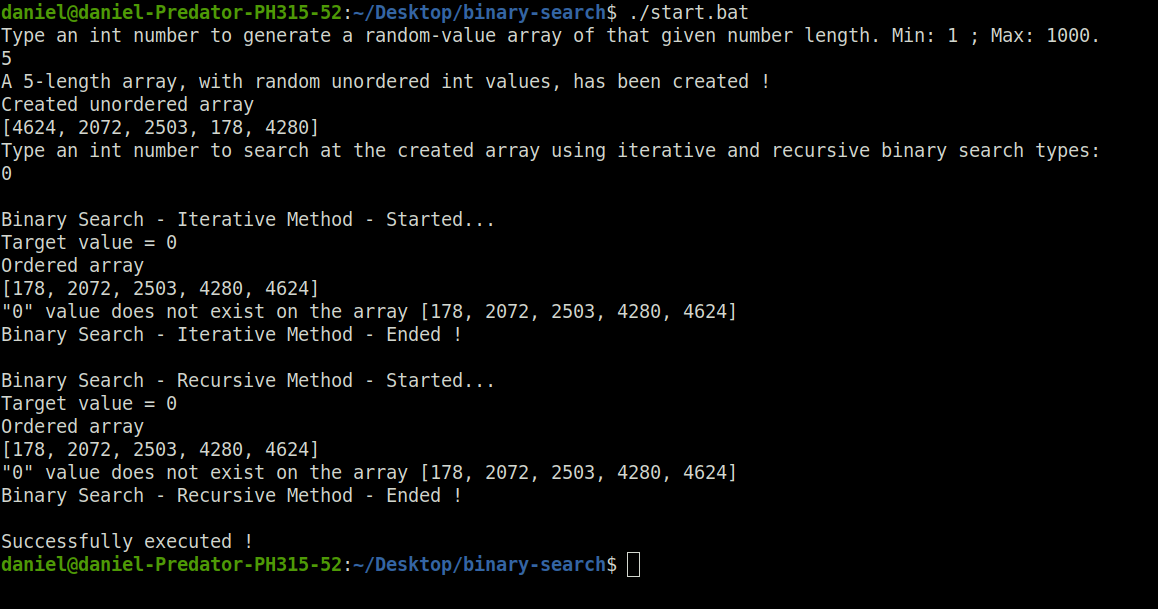 daniel@daniel-Predator-PH315-52:~/Desktop/binary-search$ ./start.bat
Type an int number to generate a random-value array of that given number length. Min: 1 ; Max: 1000.
5
A 5-length array, with random unordered int values, has been created !
Created unordered array
[4624, 2072, 2503, 178, 4280]
Type an int number to search at the created array using iterative and recursive binary search types:
0
Binary Search - Iterative Method - Started...
Target value = 0
Ordered array
[178, 2072, 2503, 4280, 4624]
"0" value does not exist on the array [178, 2072, 2503, 4280, 4624]
Binary Search - Iterative Method - Ended !
Binary Search - Recursive Method - Started...
Target value = 0
Ordered array
[178, 2072, 2503, 4280, 4624]
"0" value does not exist on the array [178, 2072, 2503, 4280, 4624]
Binary Search - Recursive Method - Ended !
Successfully executed !
daniel@daniel-Predator-PH315-52:~/Desktop/binary-search$